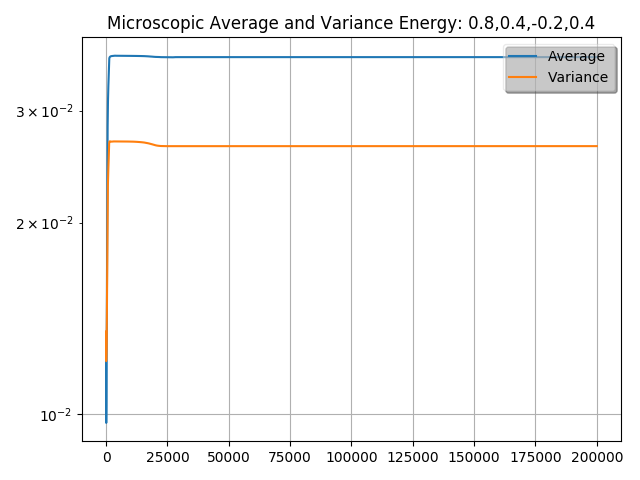 Microscopic Average and Variance Energy: 0.8,0.4,-0.2,0.4
Average
Variance
3 × 10⁻²
2 × 10⁻²
10⁻²
0 25000 50000 75000 100000 125000 150000 175000 200000